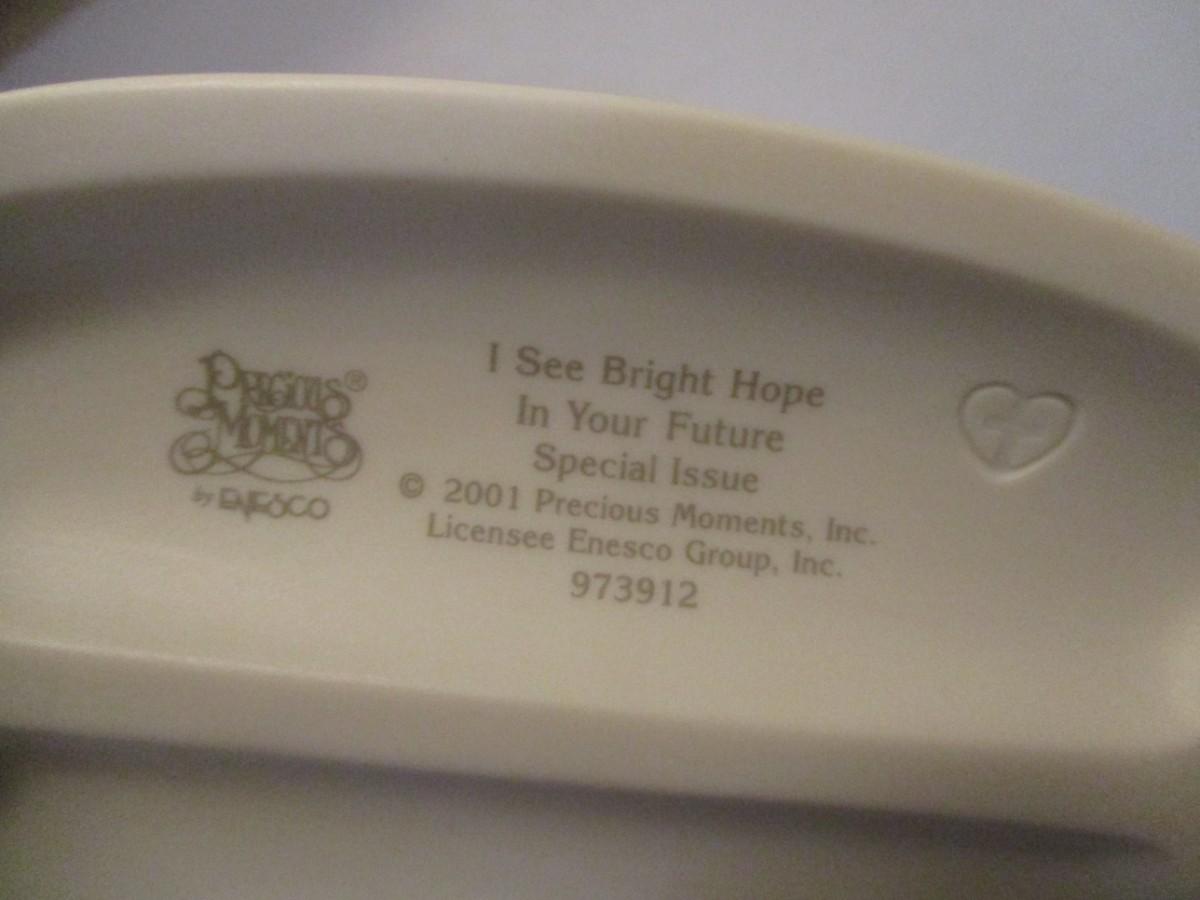 PRECIOUS®
MOMENTS
by ENESCO
I See Bright Hope
In Your Future
Special Issue
© 2001 Precious Moments, Inc.
Licensee Enesco Group, Inc.
973912